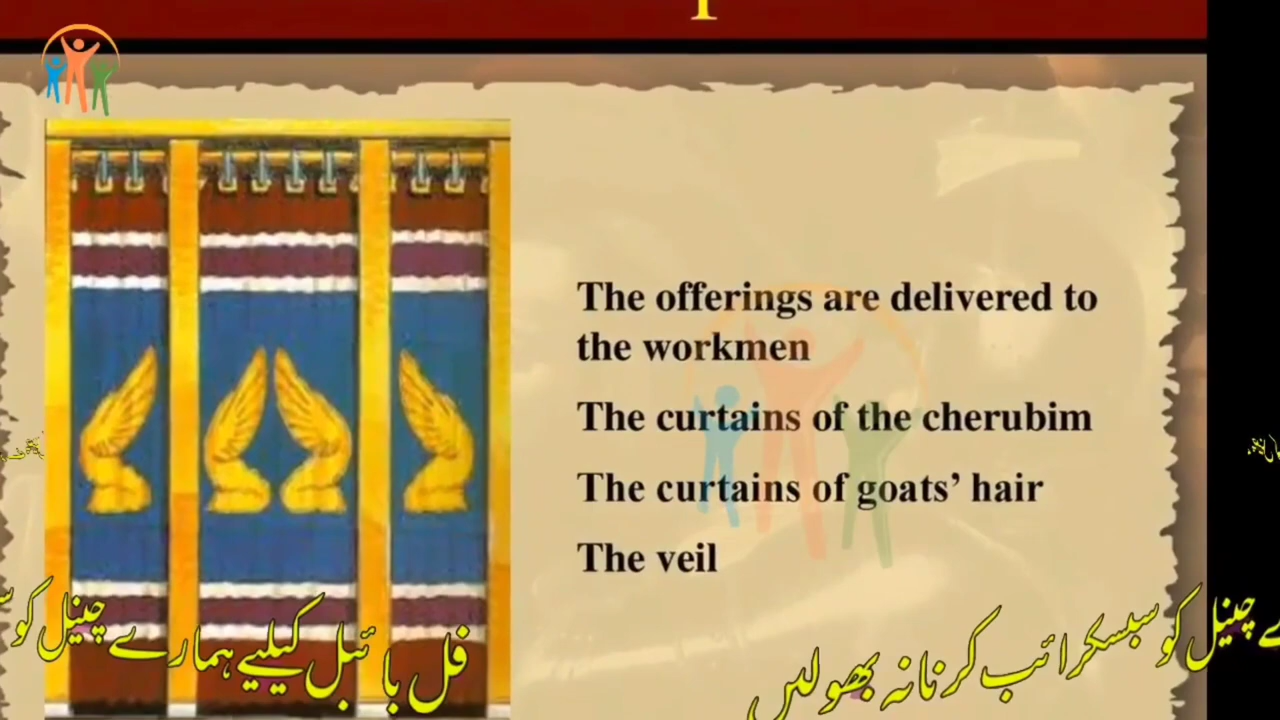 The offerings are delivered to
the workmen
The curtains of the cherubim
The curtains of goats’ hair
The veil
فل بائبل کیلیے ہمارے چینل کو
چینل کو سبسکرائب کرنا نہ بھولیں